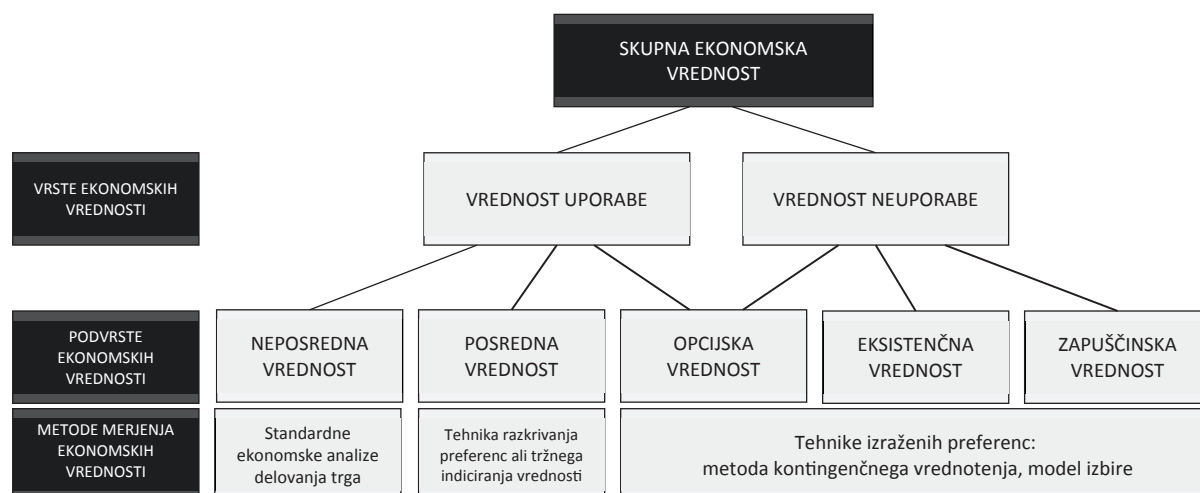 SKUPNA EKONOMSKA
VREDNOST
VRSTE EKONOMSKIH
VREDNOSTI
VREDNOST UPORABE
VREDNOST NEUPORABE
PODVRSTE
EKONOMSKIH
VREDNOSTI
NEPOSREDNA
VREDNOST
POSREDNA
VREDNOST
OPCIJSKA
VREDNOST
EKSISTENČNA
VREDNOST
ZAPUŠČINSKA
VREDNOST
METODE MERJENJA
EKONOMSKIH
VREDNOSTI
Standardne
ekonomske analize
delovanja trga
Tehnika razkrivanja
preferenc ali tržnega
indiciranja vrednosti
Tehnike izraženih preferenc:
metoda kontingenčnega vrednotenja, model izbire